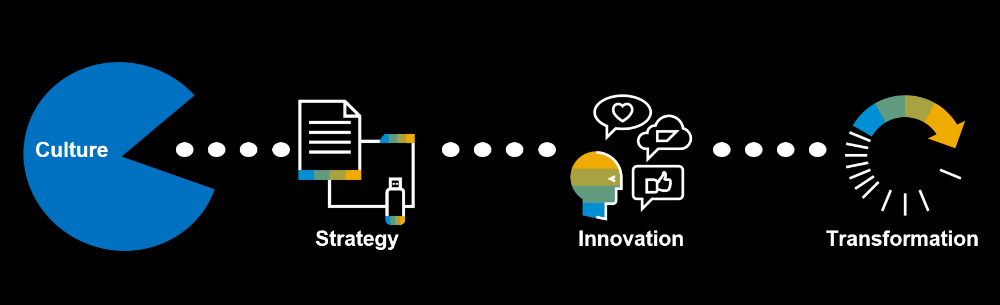 Culture
Strategy
Innovation
Transformation